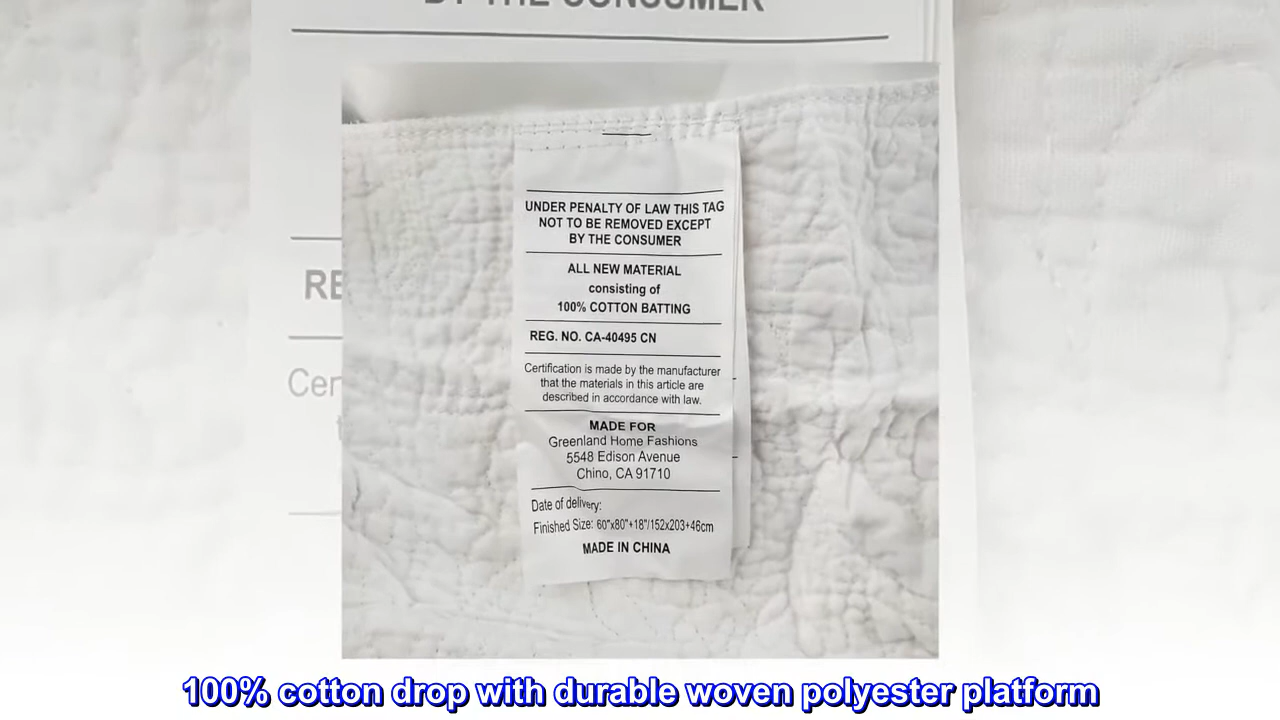 BY THE CONSUMER
UNDER PENALTY OF LAW THIS TAG
NOT TO BE REMOVED EXCEPT
BY THE CONSUMER
ALL NEW MATERIAL
consisting of
100% COTTON BATTING
REG. NO. CA-40495 CN
Certification is made by the manufacturer
that the materials in this article are
described in accordance with law.
MADE FOR
Greenland Home Fashions
5548 Edison Avenue
Chino, CA 91710
Date of delivery:
Finished Size: 60"x80"+18"/152x203+46cm
MADE IN CHINA
RE
Cer
100% cotton drop with durable woven polyester platform